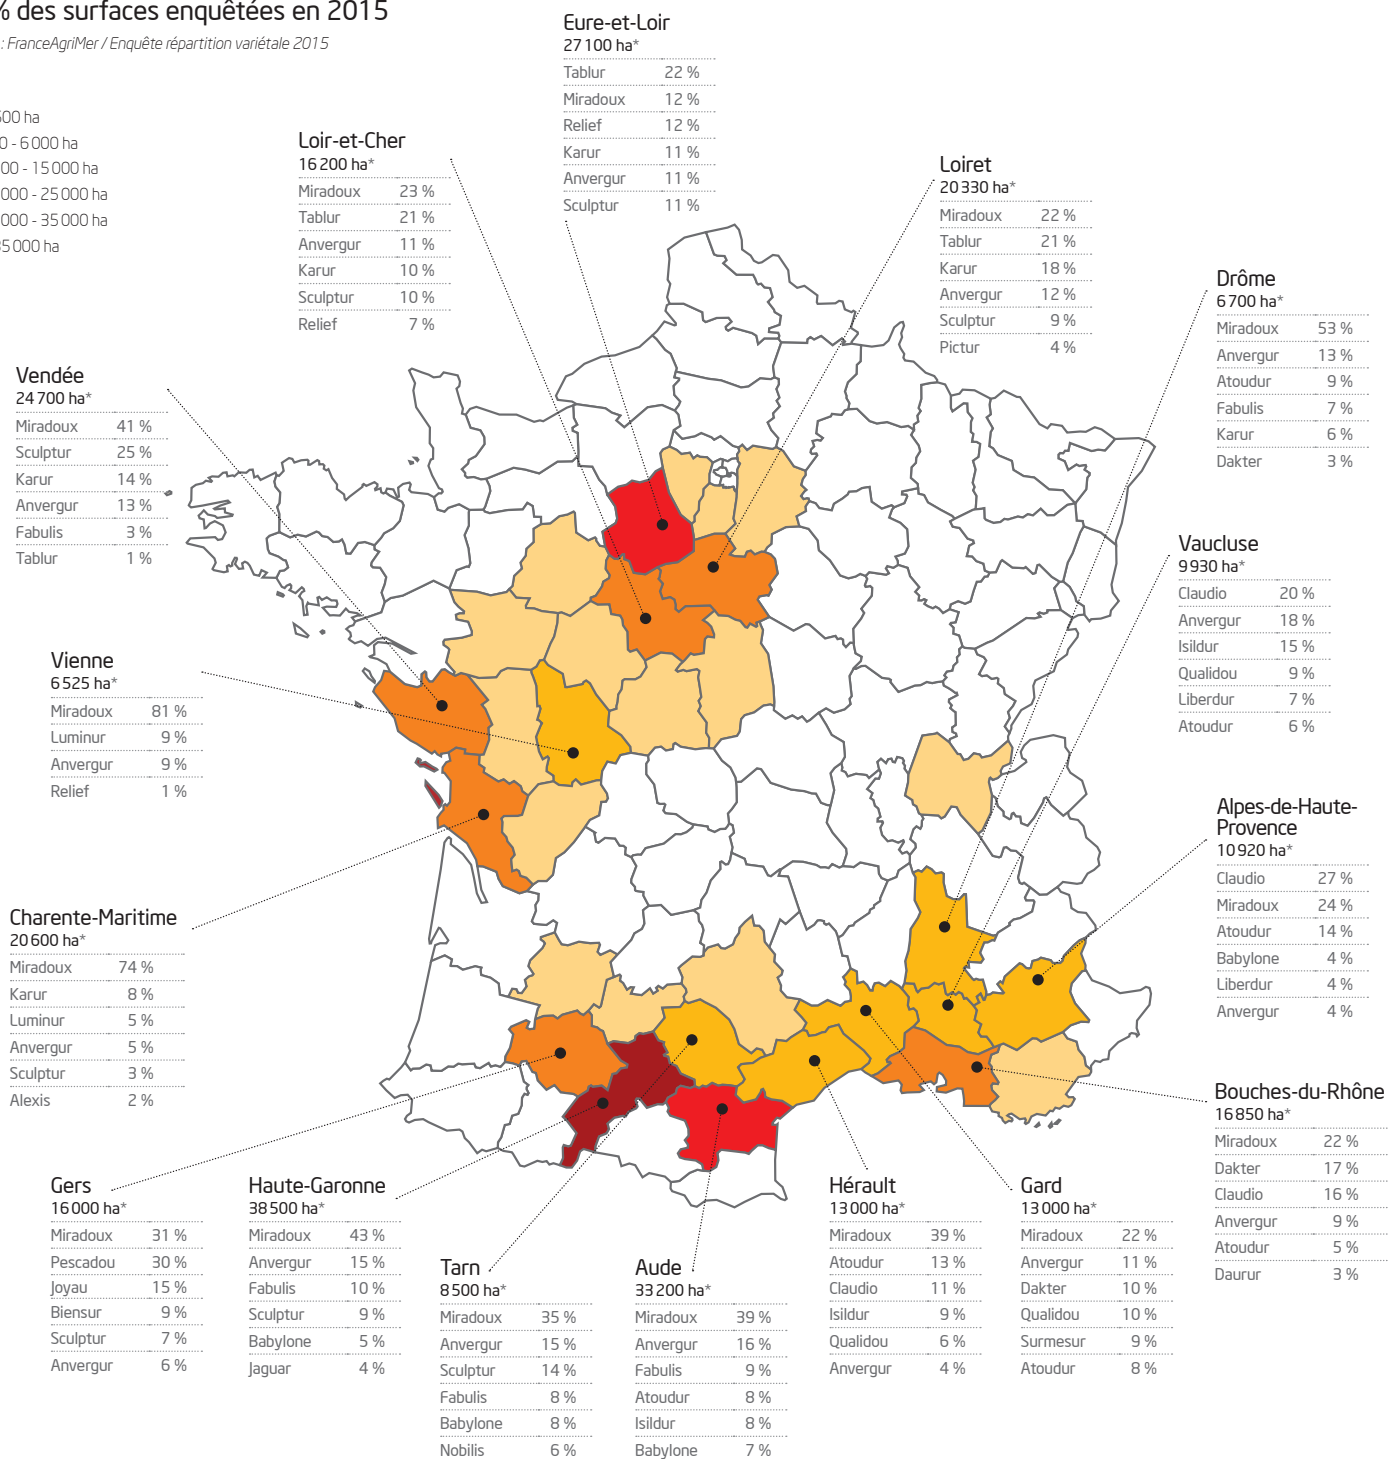 % des surfaces enquêtées en 2015
: FranceAgriMer / Enquête répartition variétale 2015
500 ha
0 - 6 000 ha
00 - 15 000 ha
000 - 25 000 ha
000 - 35 000 ha
35 000 ha
Eure-et-Loir
27 100 ha*
Tablur 22 %
Miradoux 12 %
Relief 12 %
Karur 11 %
Anvergur 11 %
Sculptur 11 %
Loir-et-Cher
16 200 ha*
Miradoux 23 %
Tablur 21 %
Anvergur 11 %
Karur 10 %
Sculptur 10 %
Relief 7 %
Loiret
20 330 ha*
Miradoux 22 %
Tablur 21 %
Karur 18 %
Anvergur 12 %
Sculptur 9 %
Pictur 4 %
Drôme
6 700 ha*
Miradoux 53 %
Anvergur 13 %
Atoudur 9 %
Fabulis 7 %
Karur 6 %
Dakter 3 %
Vendée
24 700 ha*
Miradoux 41 %
Sculptur 25 %
Karur 14 %
Anvergur 13 %
Fabulis 3 %
Tablur 1 %
Vaucluse
9 930 ha*
Claudio 20 %
Anvergur 18 %
Isildur 15 %
Qualidou 9 %
Liberdur 7 %
Atoudur 6 %
Vienne
6 525 ha*
Miradoux 81 %
Luminur 9 %
Anvergur 9 %
Relief 1 %
Alpes-de-Haute-
Provence
10 920 ha*
Claudio 27 %
Miradoux 24 %
Atoudur 14 %
Babylone 4 %
Liberdur 4 %
Anvergur 4 %
Charente-Maritime
20 600 ha*
Miradoux 74 %
Karur 8 %
Luminur 5 %
Anvergur 5 %
Sculptur 3 %
Alexis 2 %
Bouches-du-Rhône
16 850 ha*
Miradoux 22 %
Dakter 17 %
Claudio 16 %
Anvergur 9 %
Atoudur 5 %
Daurur 3 %
Gers
16 000 ha*
Miradoux 31 %
Pescadou 30 %
Joyau 15 %
Biensur 9 %
Sculptur 7 %
Anvergur 6 %
Haute-Garonne
38 500 ha*
Miradoux 43 %
Anvergur 15 %
Fabulis 10 %
Sculptur 9 %
Babylone 5 %
Jaguar 4 %
Tarn
8 500 ha*
Miradoux 35 %
Anvergur 15 %
Sculptur 14 %
Fabulis 8 %
Babylone 8 %
Nobilis 6 %
Aude
33 200 ha*
Miradoux 39 %
Anvergur 16 %
Fabulis 9 %
Atoudur 8 %
Isildur 8 %
Babylone 7 %
Hérault
13 000 ha*
Miradoux 39 %
Atoudur 13 %
Claudio 11 %
Isildur 9 %
Qualidou 6 %
Anvergur 4 %
Gard
13 000 ha*
Miradoux 22 %
Anvergur 11 %
Dakter 10 %
Qualidou 10 %
Surmesur 9 %
Atoudur 8 %